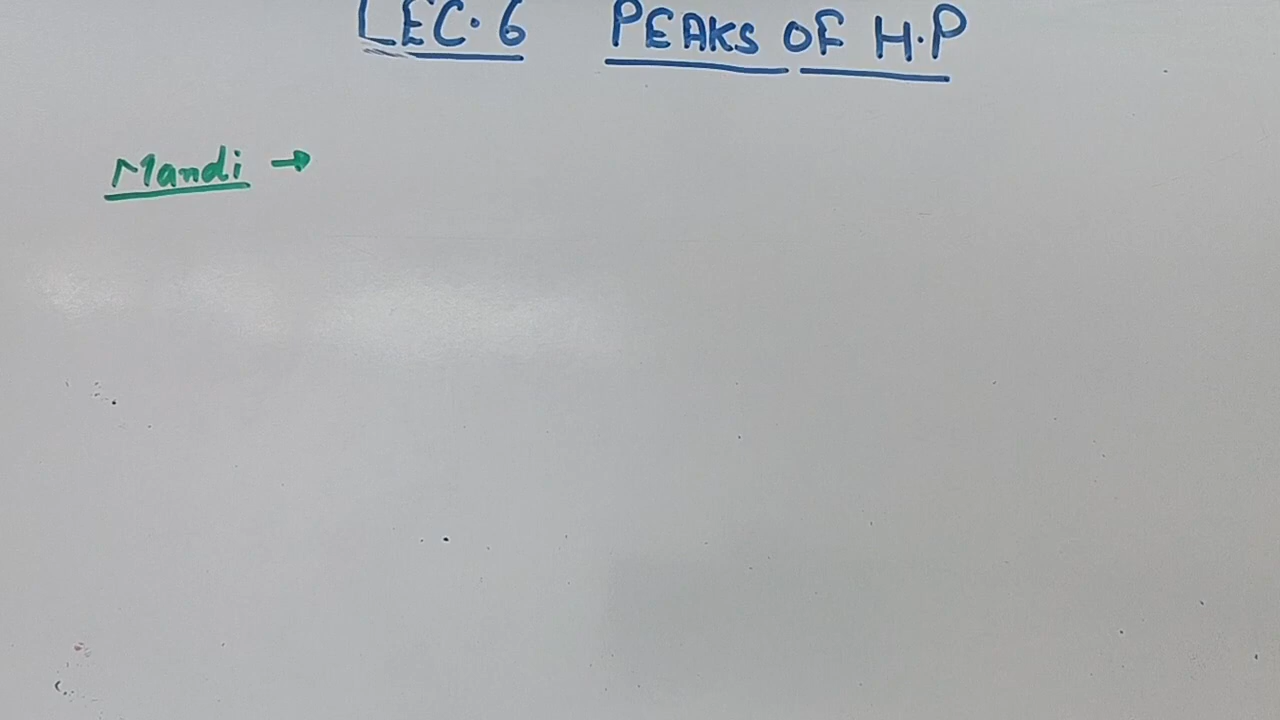 LEC. 6 PEAKS OF H.P
Mandi →